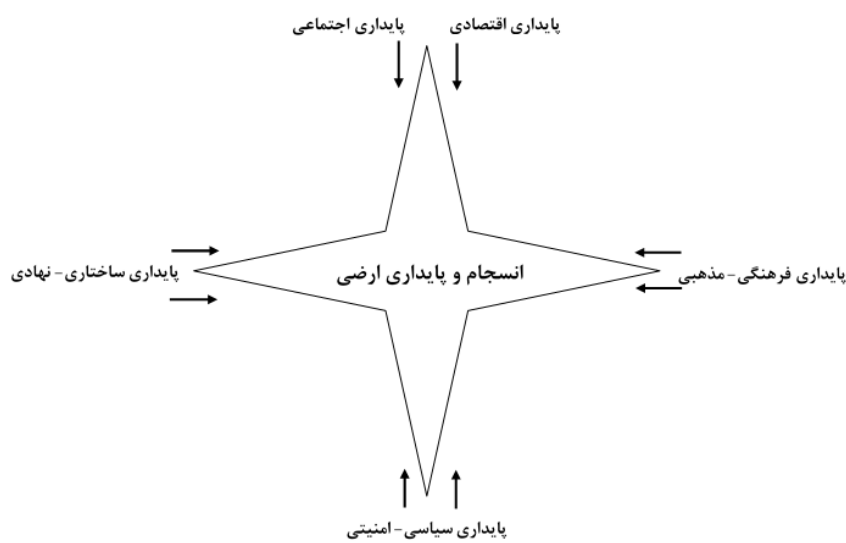 پایداری اقتصادی
پایداری اجتماعی
پایداری فرهنگی - مذهبی
انسجام و پایداری ارضی
پایداری ساختاری - نهادی
پایداری سیاسی - امنیتی